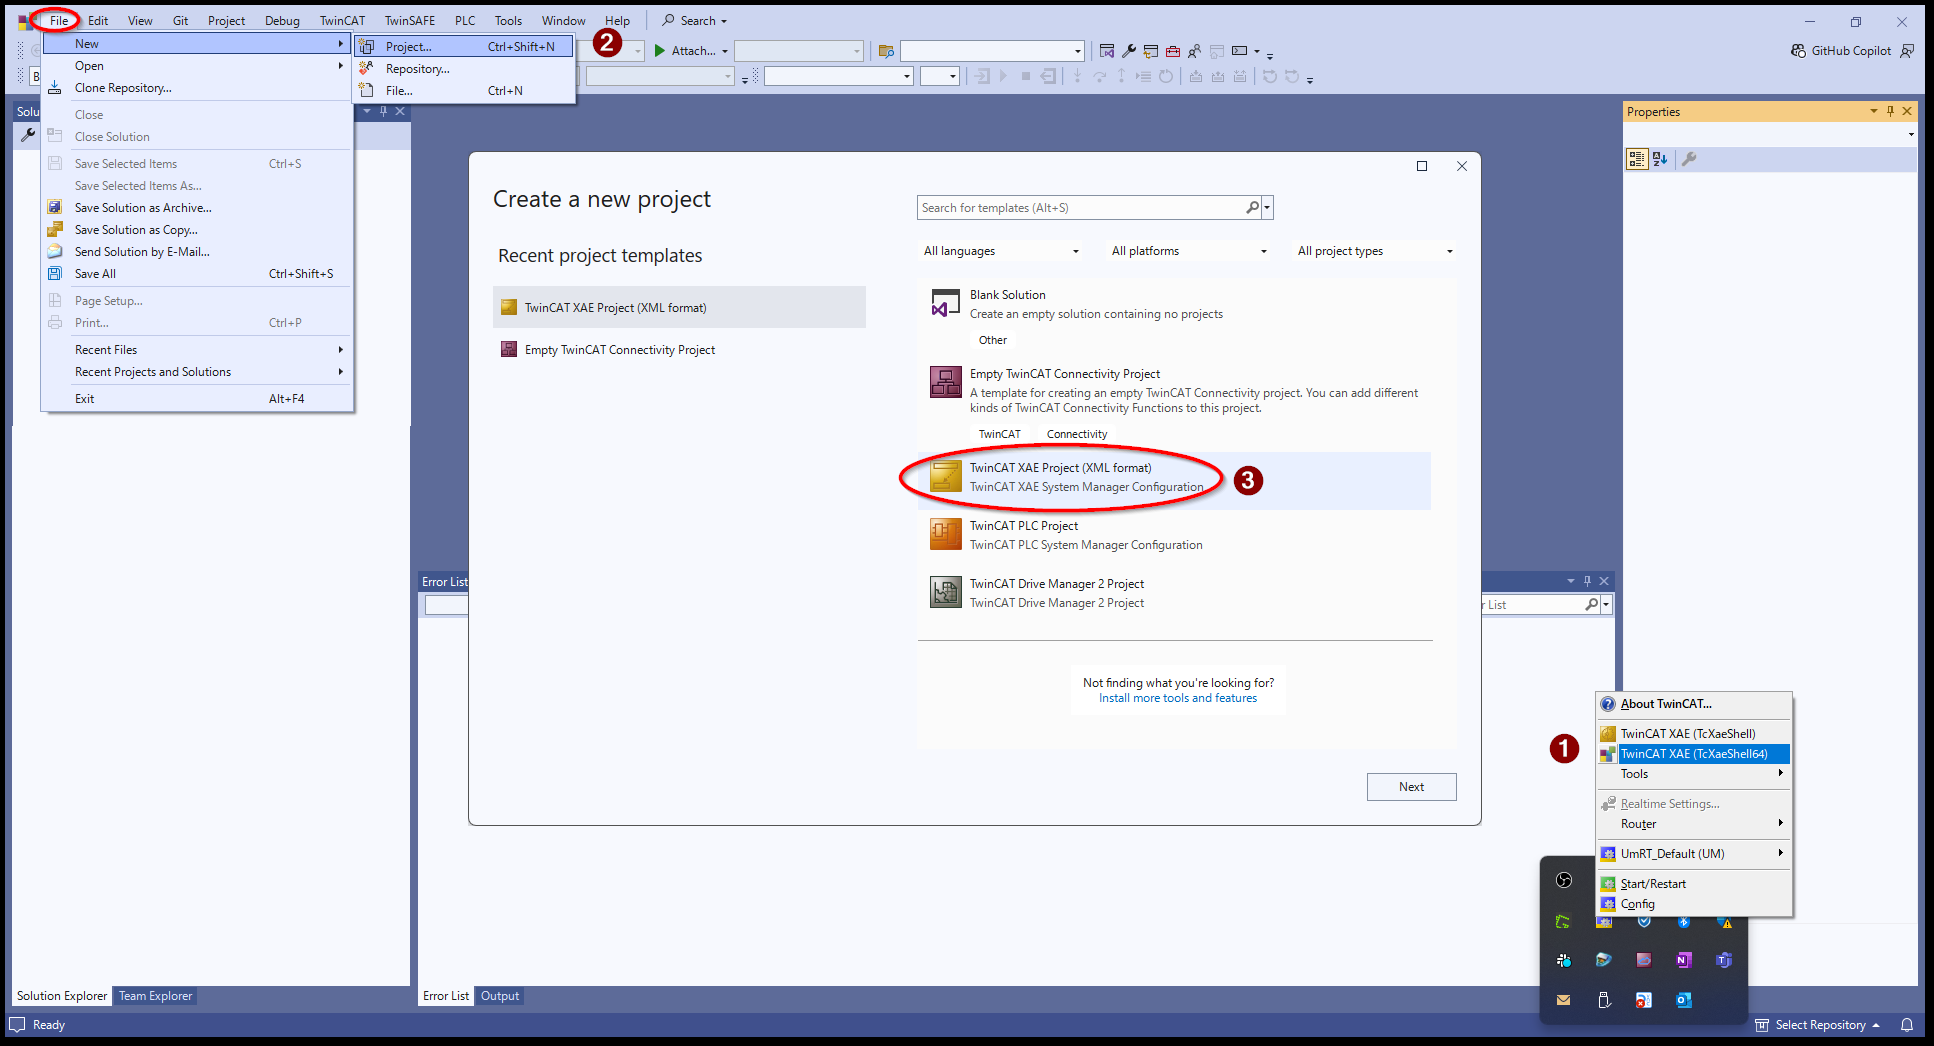 File Edit View Git Project Debug TwinCAT TwinSAFE PLC Tools Window Help Search
New
Project... Ctrl+Shift+N
2
Attach...
GitHub Copilot
Open
Repository...
Clone Repository...
File... Ctrl+N
Close
Close Solution
Save Selected Items Ctrl+S
Save Selected Items As...
Save Solution as Archive...
Save Solution as Copy...
Send Solution by E-Mail...
Save All Ctrl+Shift+S
Page Setup...
Print... Ctrl+P
Recent Files
Recent Projects and Solutions
Exit Alt+F4
Solu
B
Properties
Create a new project
Recent project templates
TwinCAT XAE Project (XML format)
Empty TwinCAT Connectivity Project
Search for templates (Alt+S)
All languages All platforms All project types
Blank Solution
Create an empty solution containing no projects
Other
Empty TwinCAT Connectivity Project
A template for creating an empty TwinCAT Connectivity project. You can add different
kinds of TwinCAT Connectivity Functions to this project.
TwinCAT Connectivity
TwinCAT XAE Project (XML format)
TwinCAT XAE System Manager Configuration
3
TwinCAT PLC Project
TwinCAT PLC System Manager Configuration
TwinCAT Drive Manager 2 Project
TwinCAT Drive Manager 2 Project
Not finding what you're looking for?
Install more tools and features
Next
Error List
r List
1
About TwinCAT...
TwinCAT XAE (TcXaeShell)
TwinCAT XAE (TcXaeShell64)
Tools
Realtime Settings...
Router
UmRT_Default (UM)
Start/Restart
Config
Solution Explorer Team Explorer
Error List Output
Ready
Select Repository